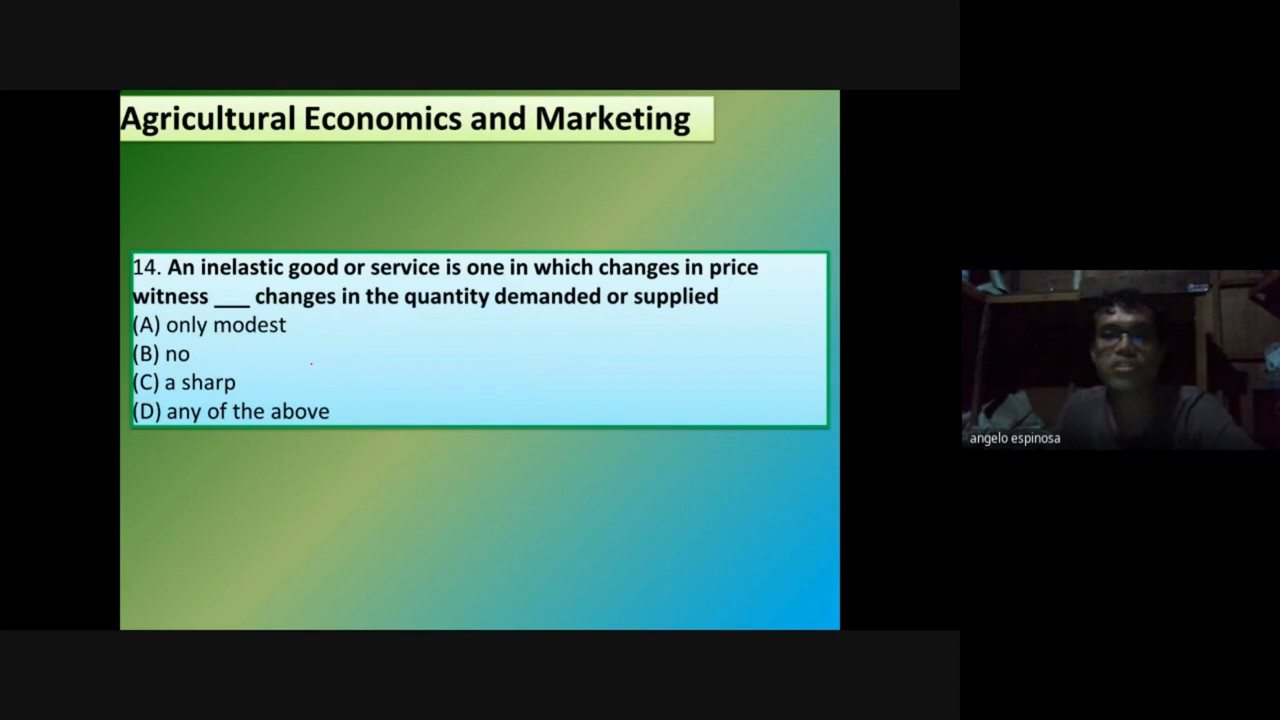 Agricultural Economics and Marketing
14. An inelastic good or service is one in which changes in price
witness ___ changes in the quantity demanded or supplied
(A) only modest
(B) no
(C) a sharp
(D) any of the above
angelo espinosa